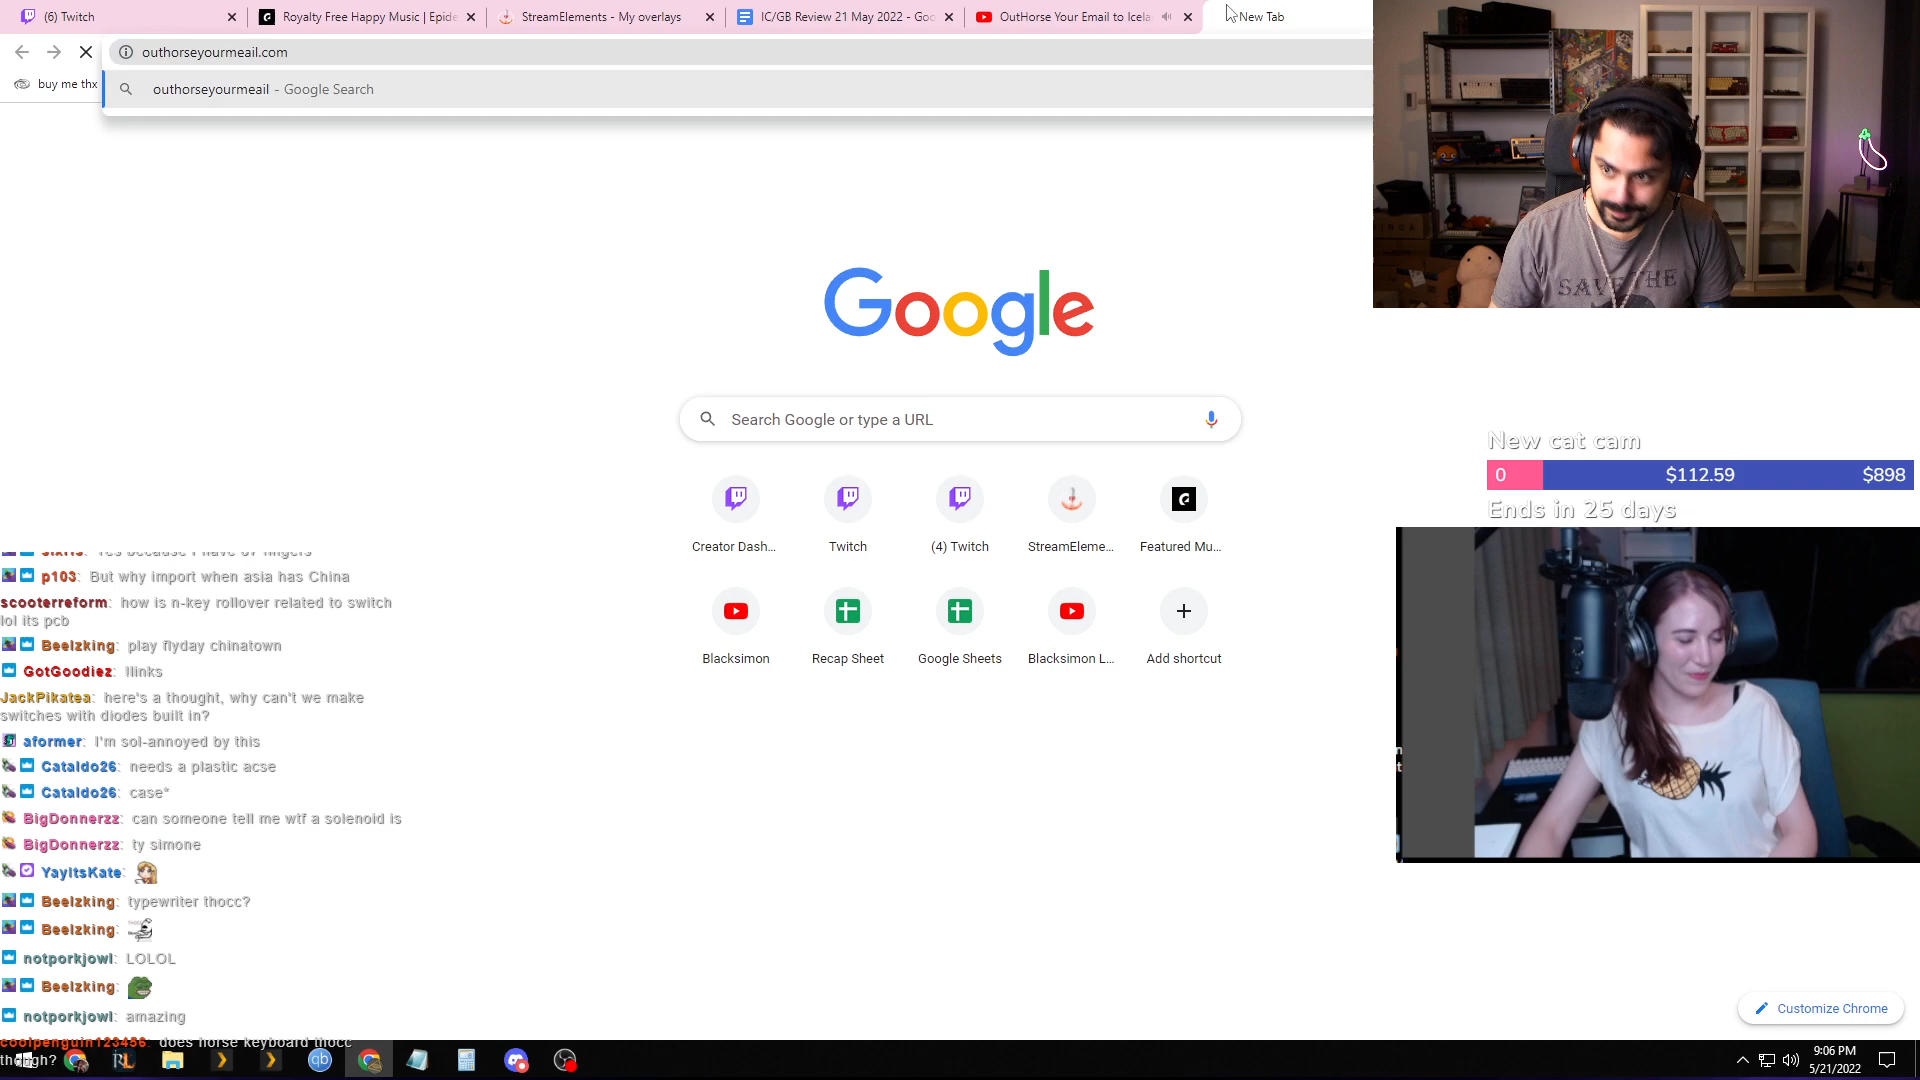 (6) Twitch
Royalty Free Happy Music | Epide
StreamElements - My overlays
IC/GB Review 21 May 2022 - Goo
OutHorse Your Email to Icela
New Tab
outhorseyourmeail.com
buy me thx
outhorseyourmeail - Google Search
Google
Search Google or type a URL
Creator Dash...
Twitch
(4) Twitch
StreamEleme...
Featured Mu...
Blacksimon
Recap Sheet
Google Sheets
Blacksimon L...
Add shortcut
SAVE THE
New cat cam
0 $112.59 $898
Ends in 25 days
p103: But why import when asia has China
scooterreform: how is n-key rollover related to switch
lol its pcb
Beelzking: play flyday chinatown
GotGoodiez: !links
JackPikatea: here's a thought, why can't we make
switches with diodes built in?
aformer: I'm sol-annoyed by this
Cataldo26: needs a plastic acse
Cataldo26: case*
BigDonnerzz: can someone tell me wtf a solenoid is
BigDonnerzz: ty simone
YayItsKate:
Beelzking: typewriter thocc?
Beelzking:
notporkjowl: LOLOL
Beelzking:
notporkjowl: amazing
coolpenguin123456: does horse keyboard thocc
though?
Customize Chrome
9:06 PM
5/21/2022